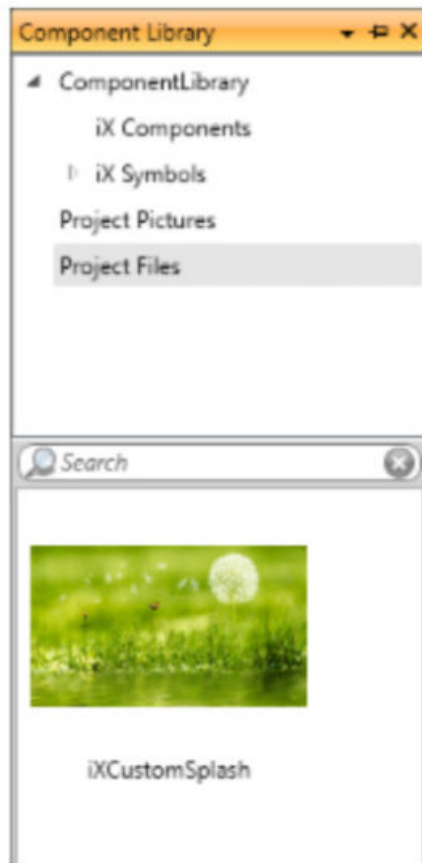 Component Library
ComponentLibrary
iX Components
iX Symbols
Project Pictures
Project Files
Search
iXCustomSplash